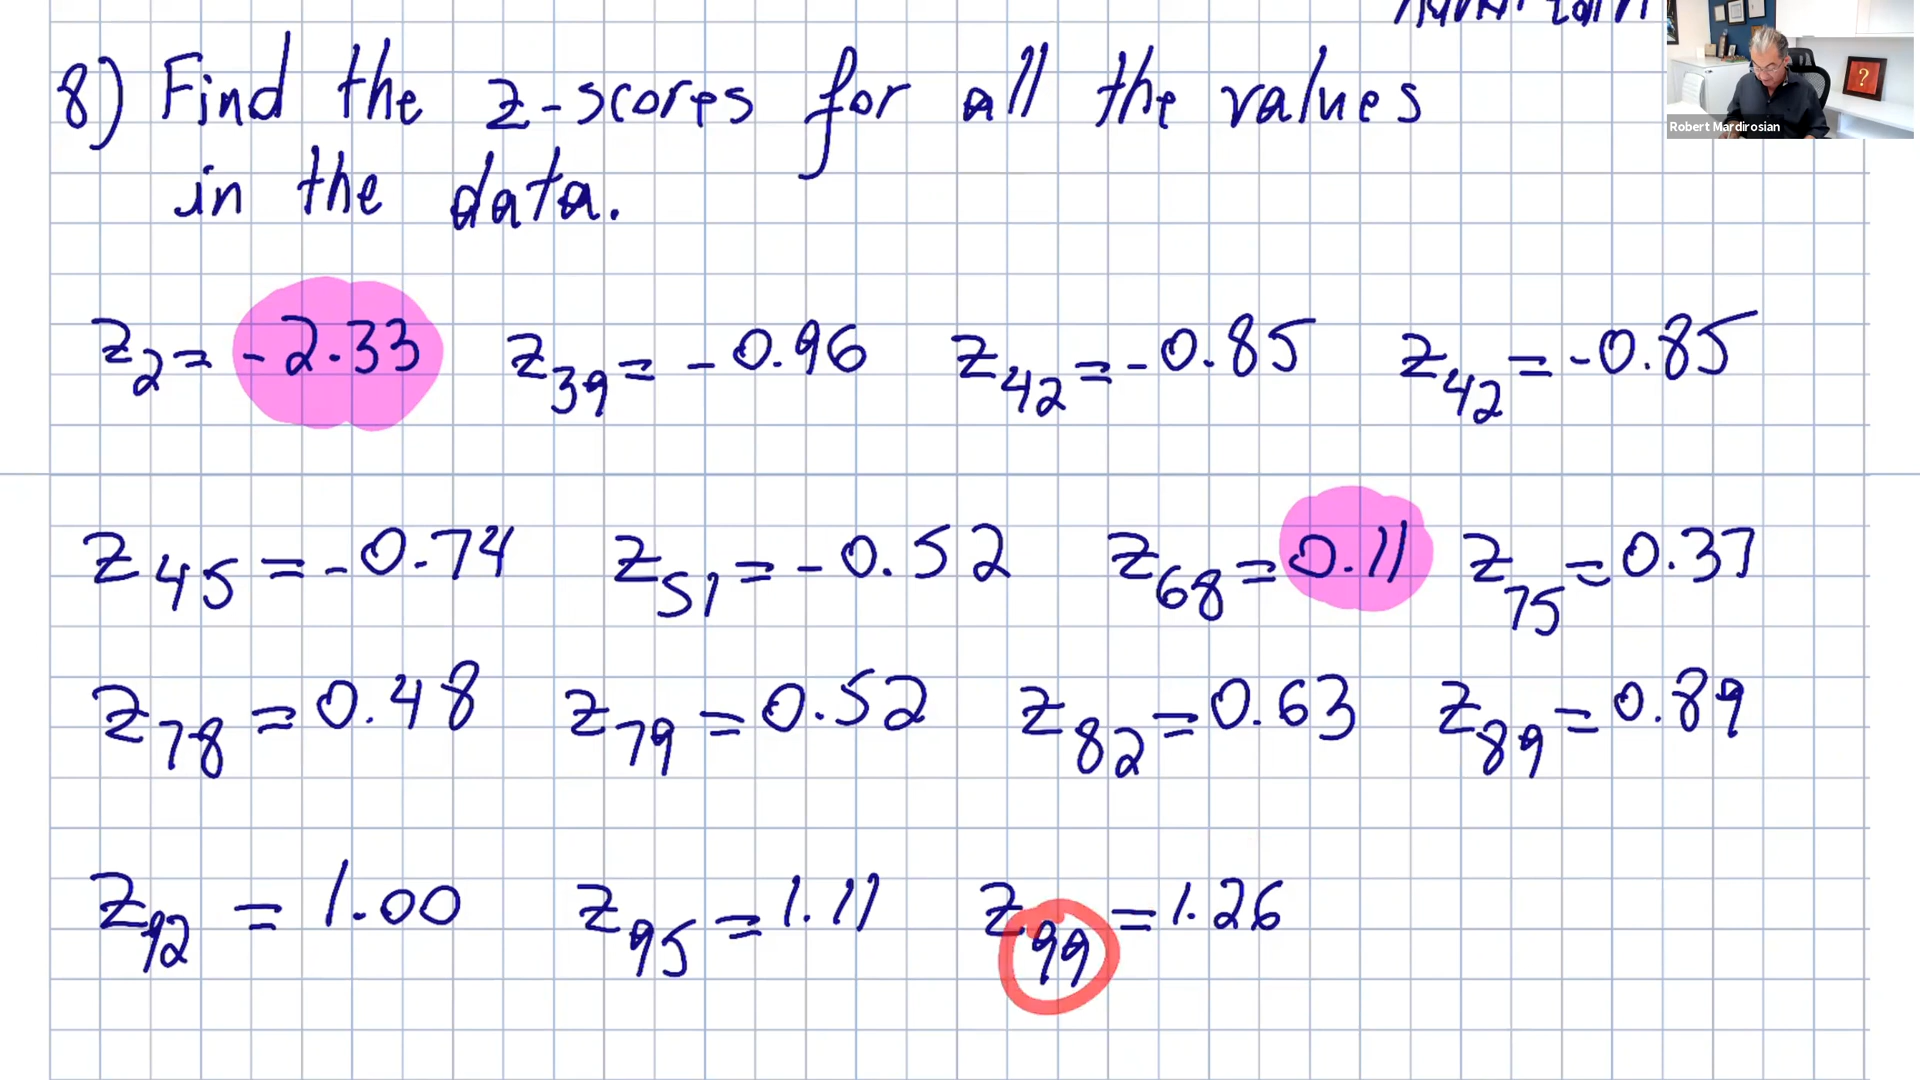 8) Find the z-scores for all the values
in the data.
Robert Mardirosian
?
z₂ = -2.33 z₃₉ = -0.96 z₄₂ = -0.85 z₄₂ = -0.85
z₄₅ = -0.74 z₅₁ = -0.52 z₆₈ = 0.11 z₇₅ = 0.37
z₇₈ = 0.48 z₇₉ = 0.52 z₈₂ = 0.63 z₈₉ = 0.89
z₉₂ = 1.00 z₉₅ = 1.11 z₉₉ = 1.26